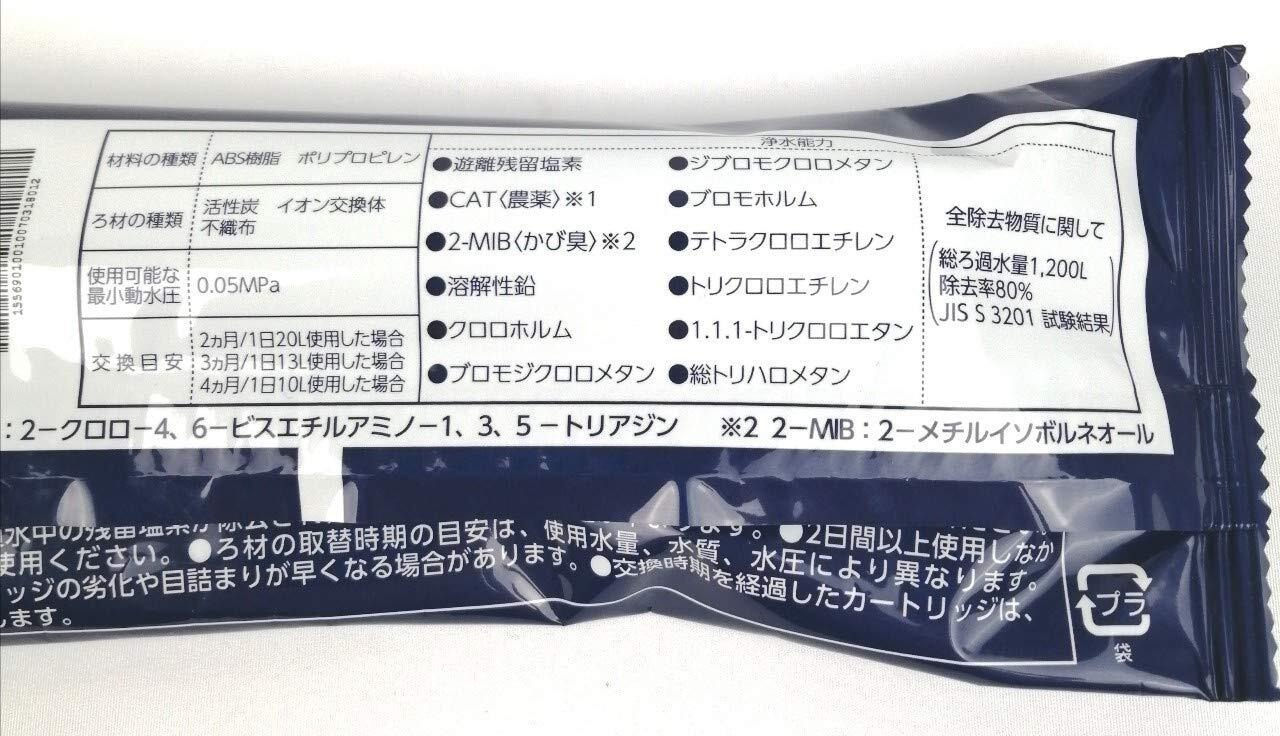 15569010010070318012
浄水能力
材料の種類 ABS樹脂 ポリプロピレン
ろ材の種類 活性炭 イオン交換体
不織布
使用可能な
最小動水圧 0.05MPa
交換目安 2ヵ月/1日20L使用した場合
3ヵ月/1日13L使用した場合
4ヵ月/1日10L使用した場合
●遊離残留塩素
●CAT〈農薬〉※1
●2-MIB〈かび臭〉※2
●溶解性鉛
●クロロホルム
●ブロモジクロロメタン
●ジブロモクロロメタン
●ブロモホルム
●テトラクロロエチレン
●トリクロロエチレン
●1.1.1-トリクロロエタン
●総トリハロメタン
全除去物質に関して
(総ろ過水量1,200L
除去率80%
JIS S 3201 試験結果)
:2-クロロ-4、6-ビスエチルアミノ-1、3、5-トリアジン ※2 2-MIB:2-メチルイソボルネオール
水中の残留塩素が除去さ ます。●2日間以上使用しなか
使用ください。●ろ材の取替時期の目安は、使用水量、水質、水圧により異なります。
ッジの劣化や目詰まりが早くなる場合があります。●交換時期を経過したカートリッジは、
します。
プラ
袋